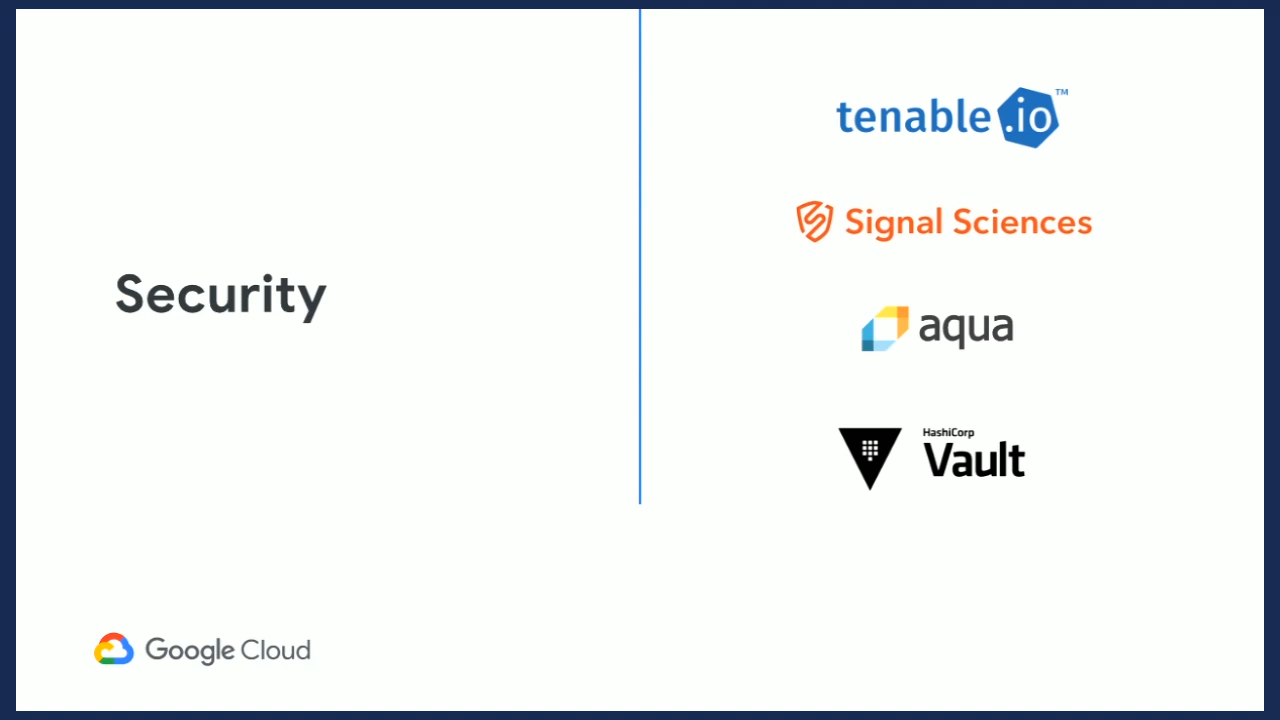 Security
tenable.io™
Signal Sciences
aqua
HashiCorp
Vault
Google Cloud